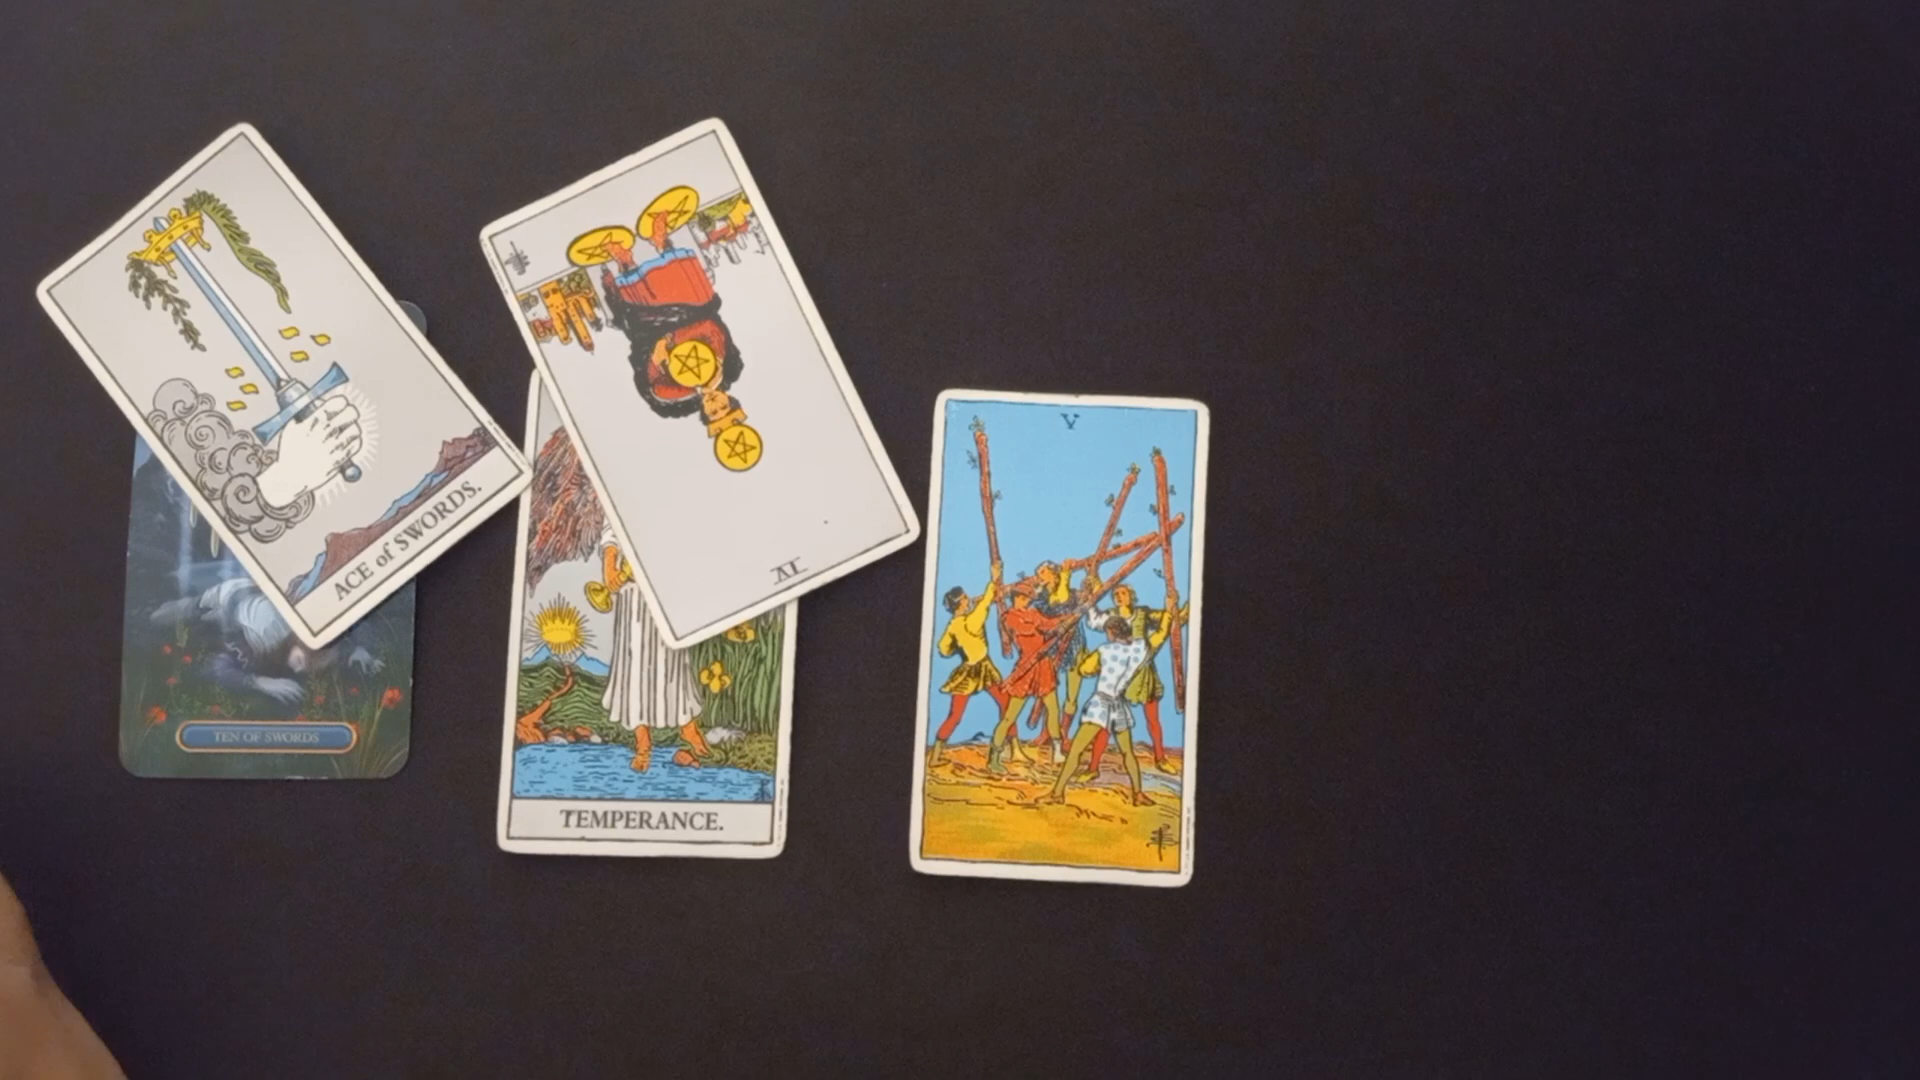 ACE of SWORDS.
IV
V
TEN OF SWORDS
TEMPERANCE.